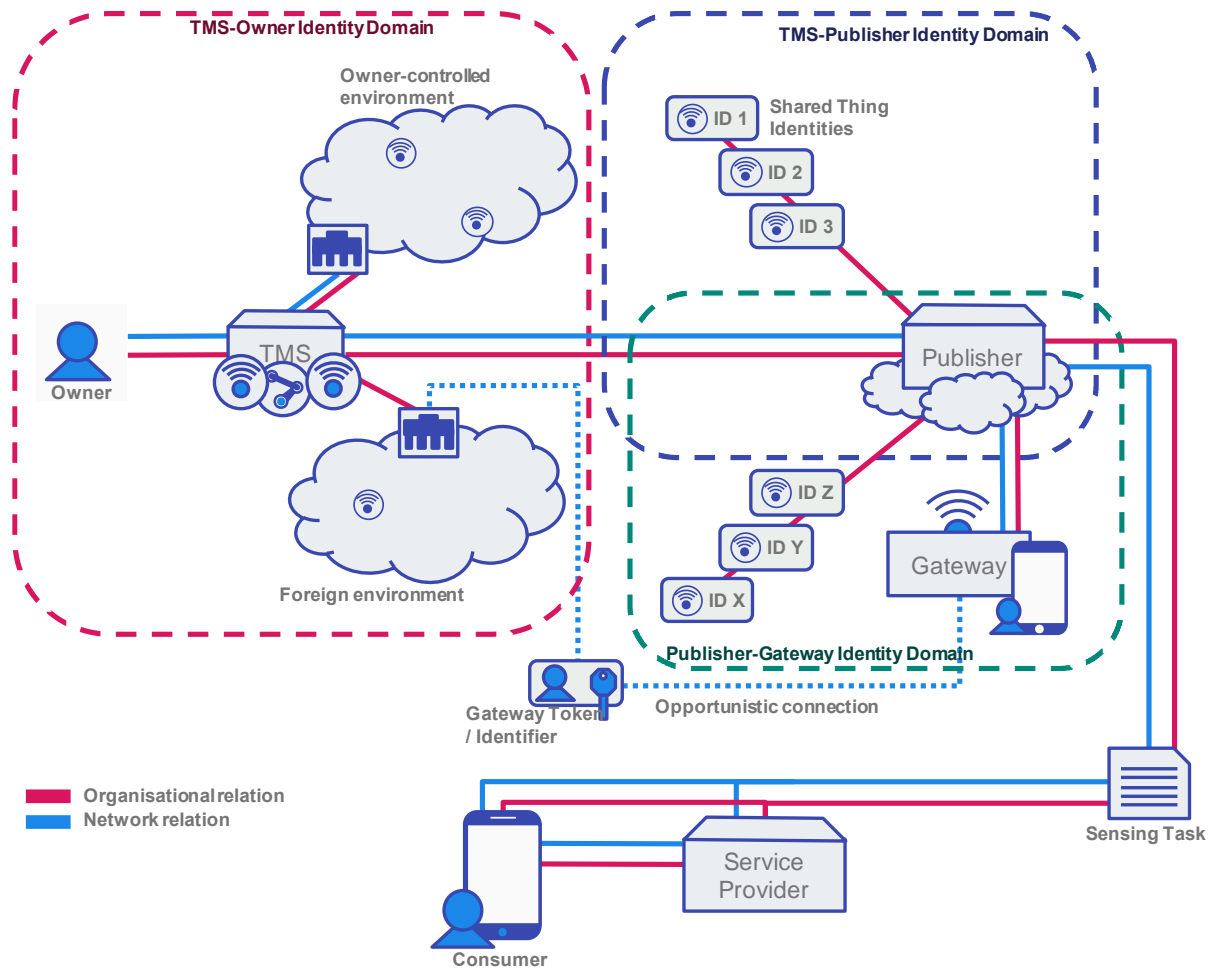 TMS-Owner Identity Domain
TMS-Publisher Identity Domain
Owner-controlled
environment
ID 1
Shared Thing
Identities
ID 2
ID 3
TMS
Publisher
Owner
ID Z
ID Y
Gateway
ID X
Foreign environment
Publisher-Gateway Identity Domain
Gateway Token
/ Identifier
Opportunistic connection
Organisational relation
Network relation
Sensing Task
Service
Provider
Consumer